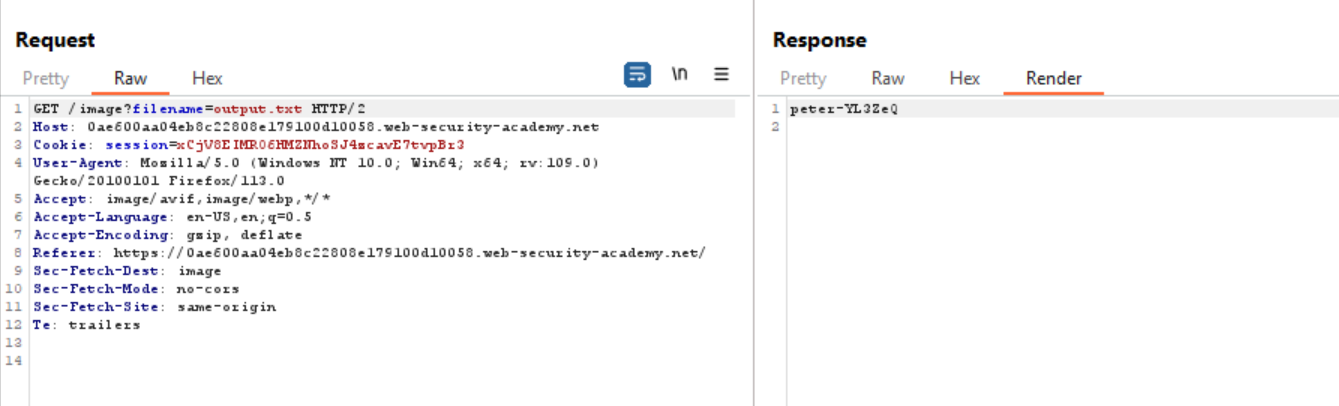 Request
Pretty Raw Hex
\n
1 GET /image?filename=output.txt HTTP/2
2 Host: 0ae600aa04eb8c22808e179100d10058.web-security-academy.net
3 Cookie: session=xCjV8EIMR06HMZNhoSJ4scavE7tvpBr3
4 User-Agent: Mozilla/5.0 (Windows NT 10.0; Win64; x64; rv:109.0)
Gecko/20100101 Firefox/113.0
5 Accept: image/avif,image/webp,*/*
6 Accept-Language: en-US,en;q=0.5
7 Accept-Encoding: gzip, deflate
8 Referer: https://0ae600aa04eb8c22808e179100d10058.web-security-academy.net/
9 Sec-Fetch-Dest: image
10 Sec-Fetch-Mode: no-cors
11 Sec-Fetch-Site: same-origin
12 Te: trailers
13
14
Response
Pretty Raw Hex Render
1 peter-YL3ZeQ
2